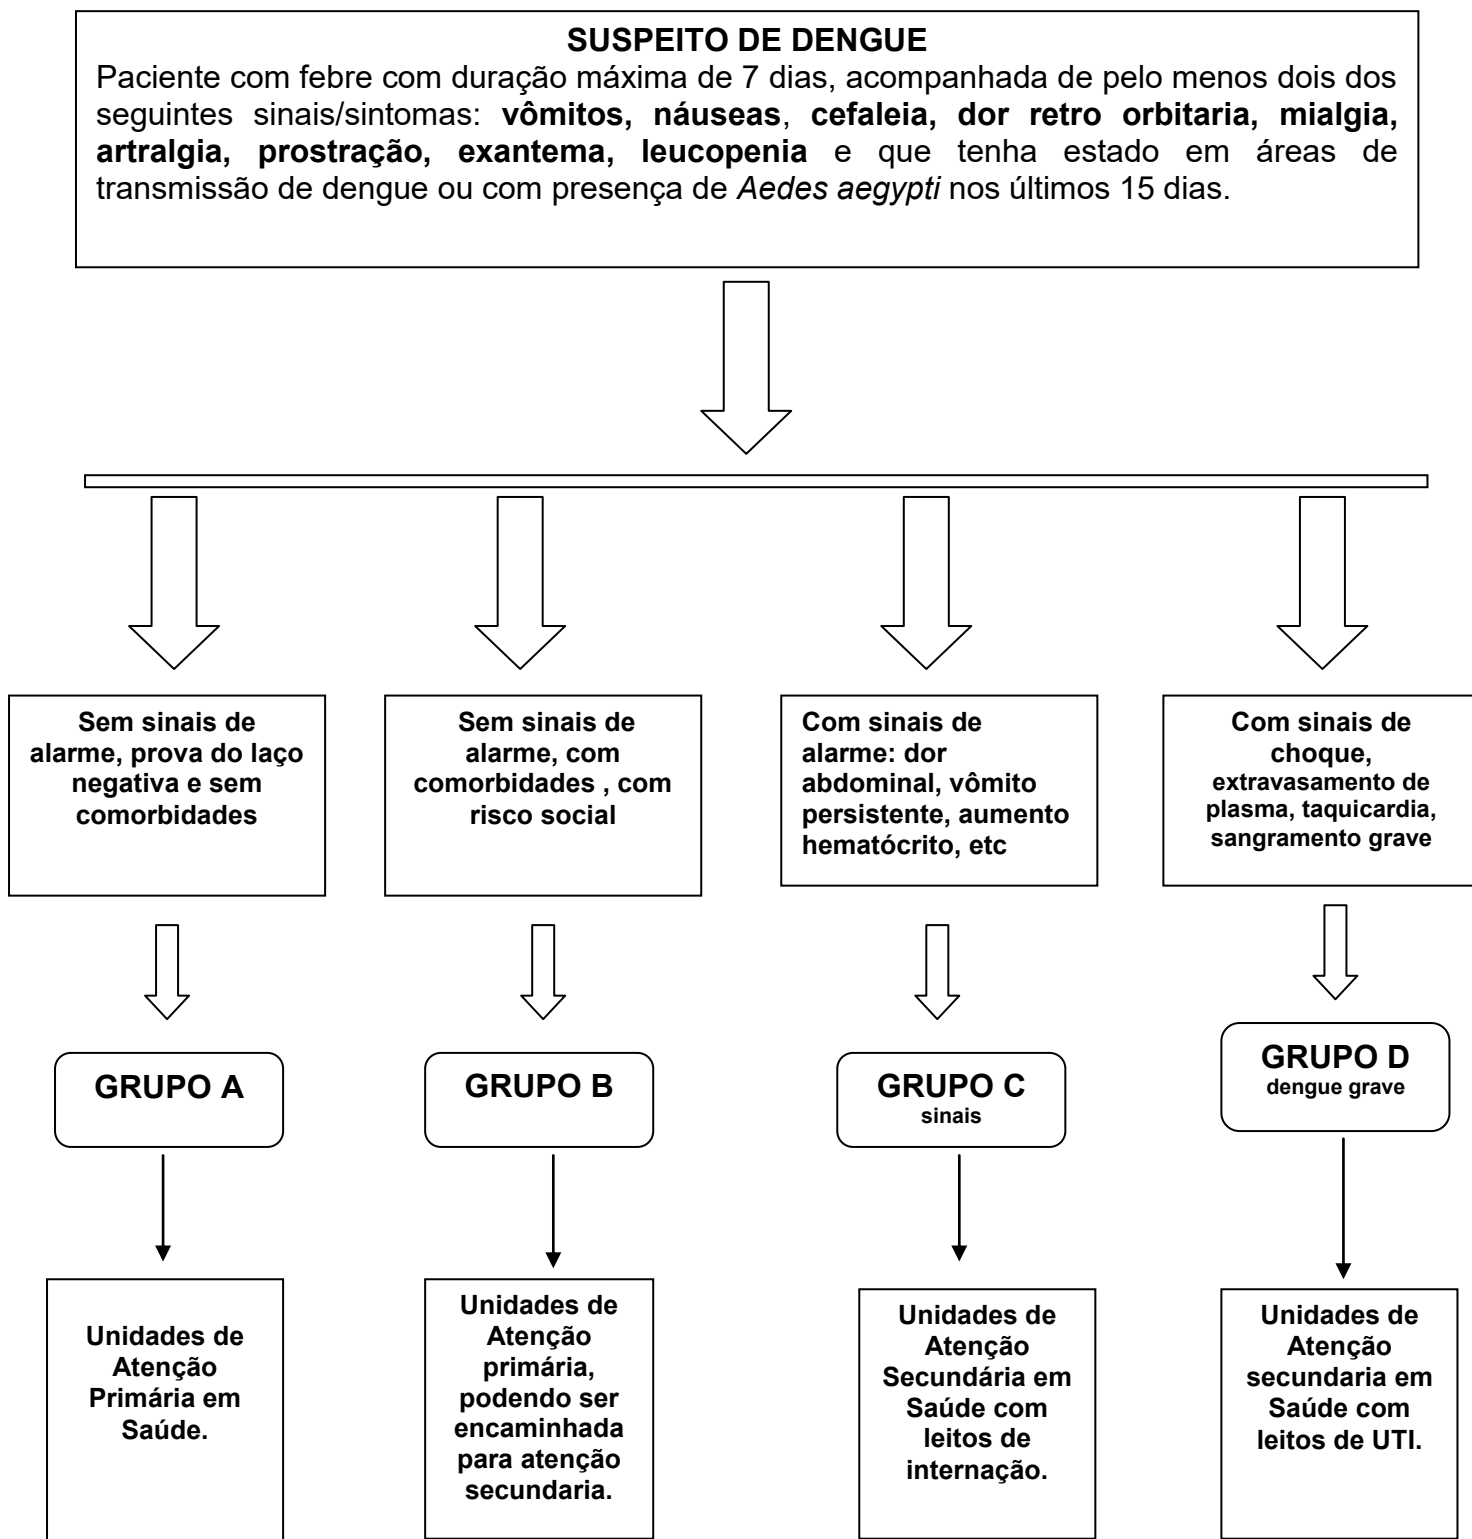 SUSPEITO DE DENGUE
Paciente com febre com duração máxima de 7 dias, acompanhada de pelo menos dois dos
seguintes sinais/sintomas: vômitos, náuseas, cefaleia, dor retro orbitaria, mialgia,
artralgia, prostração, exantema, leucopenia e que tenha estado em áreas de
transmissão de dengue ou com presença de Aedes aegypti nos últimos 15 dias.
Sem sinais de
alarme, prova do laço
negativa e sem
comorbidades
Sem sinais de
alarme, com
comorbidades , com
risco social
Com sinais de
alarme: dor
abdominal, vômito
persistente, aumento
hematócrito, etc
Com sinais de
choque,
extravasamento de
plasma, taquicardia,
sangramento grave
GRUPO A
GRUPO B
GRUPO C
sinais
GRUPO D
dengue grave
Unidades de
Atenção
Primária em
Saúde.
Unidades de
Atenção
primária,
podendo ser
encaminhada
para atenção
secundaria.
Unidades de
Atenção
Secundária em
Saúde com
leitos de
internação.
Unidades de
Atenção
secundaria em
Saúde com
leitos de UTI.